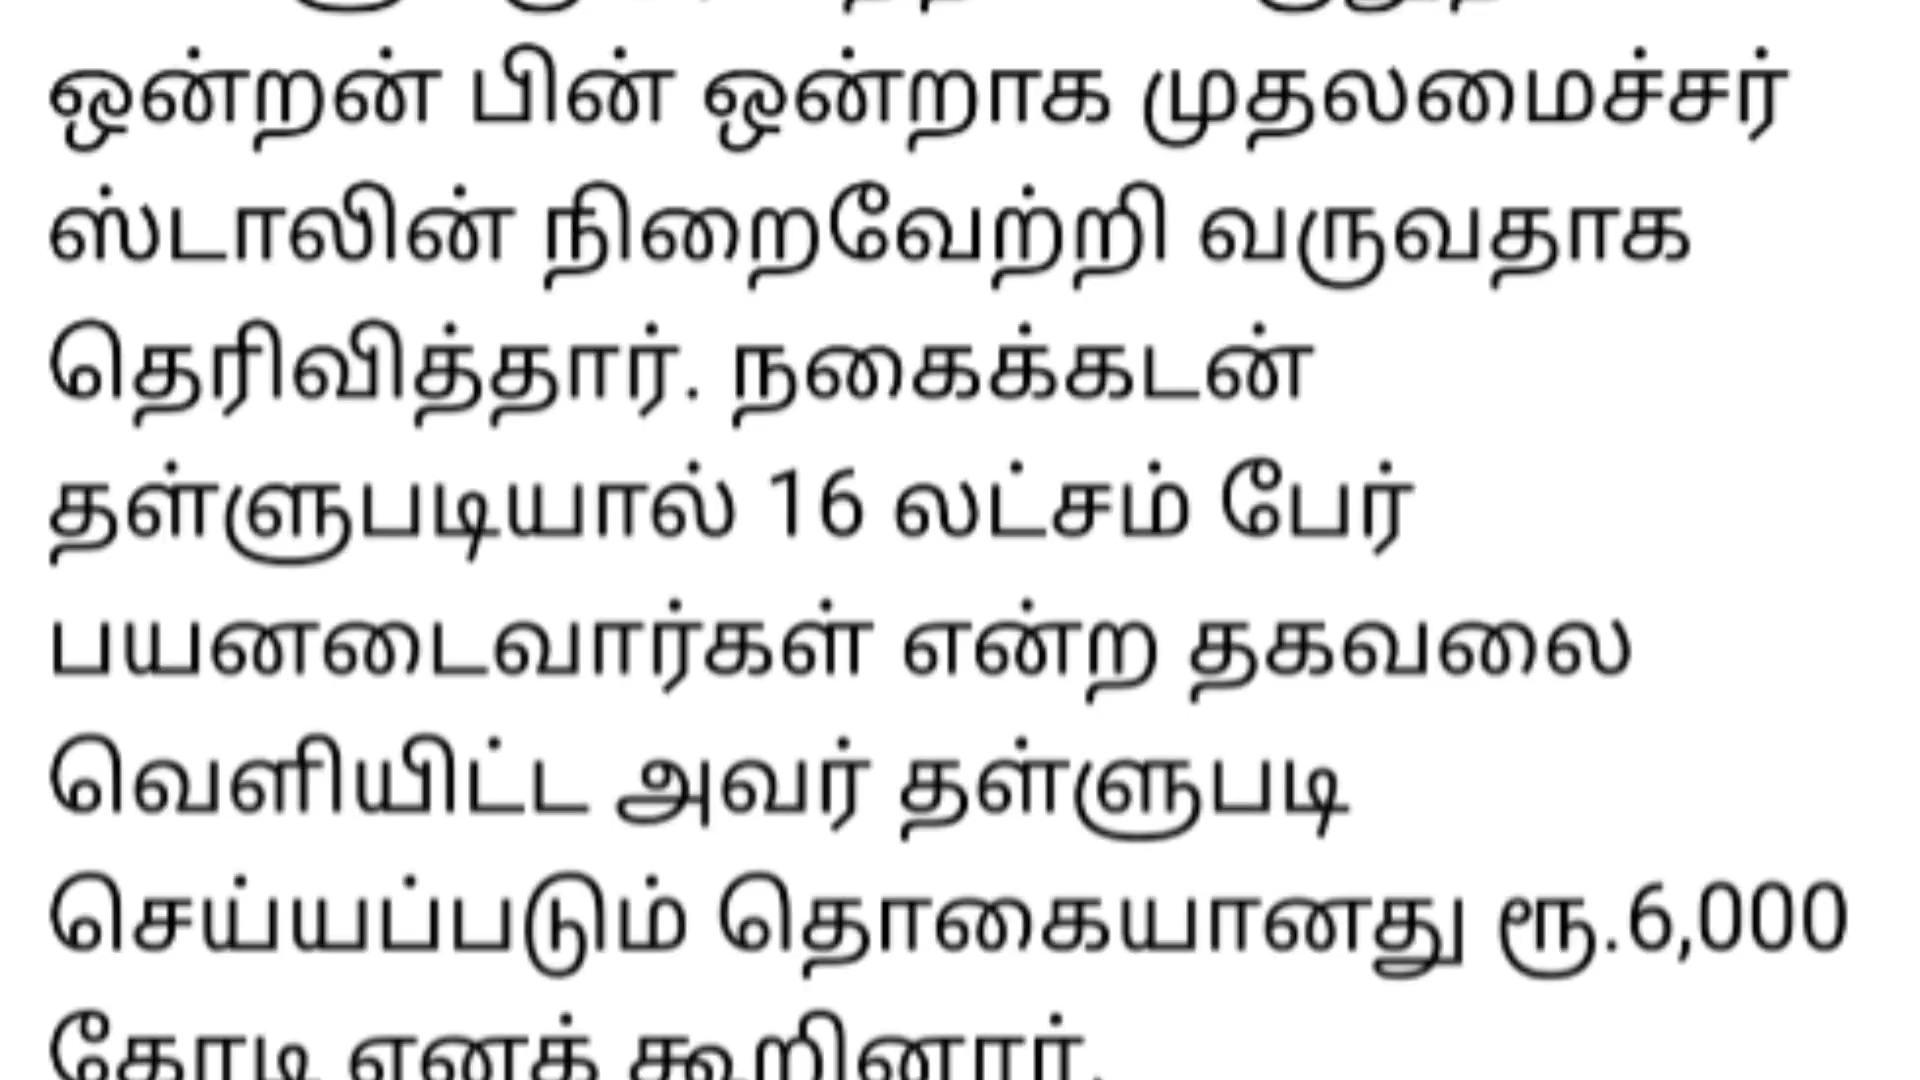 ஒன்றன் பின் ஒன்றாக முதலமைச்சர்
ஸ்டாலின் நிறைவேற்றி வருவதாக
தெரிவித்தார். நகைக்கடன்
தள்ளுபடியால் 16 லட்சம் பேர்
பயனடைவார்கள் என்ற தகவலை
வெளியிட்ட அவர் தள்ளுபடி
செய்யப்படும் தொகையானது ரூ.6,000
கோடி எனக் கூறினார்.